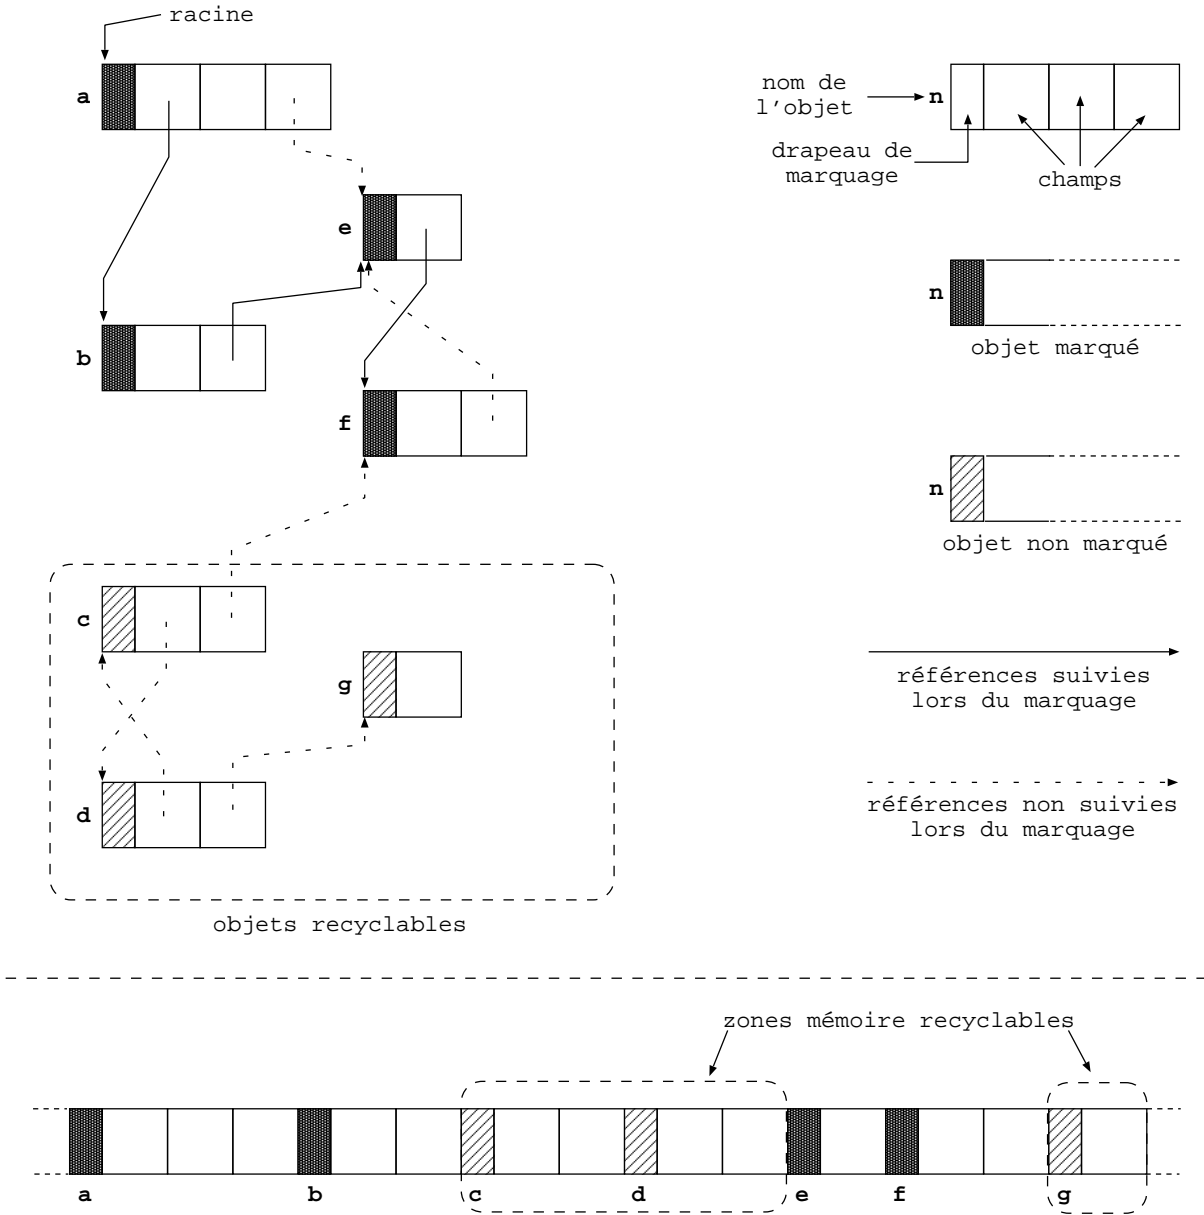 racine
a
e
b
f
c
g
d
objets recyclables
nom de
l'objet
n
drapeau de
marquage
champs
n
objet marqué
n
objet non marqué
références suivies
lors du marquage
références non suivies
lors du marquage
zones mémoire recyclables
a b c d e f g